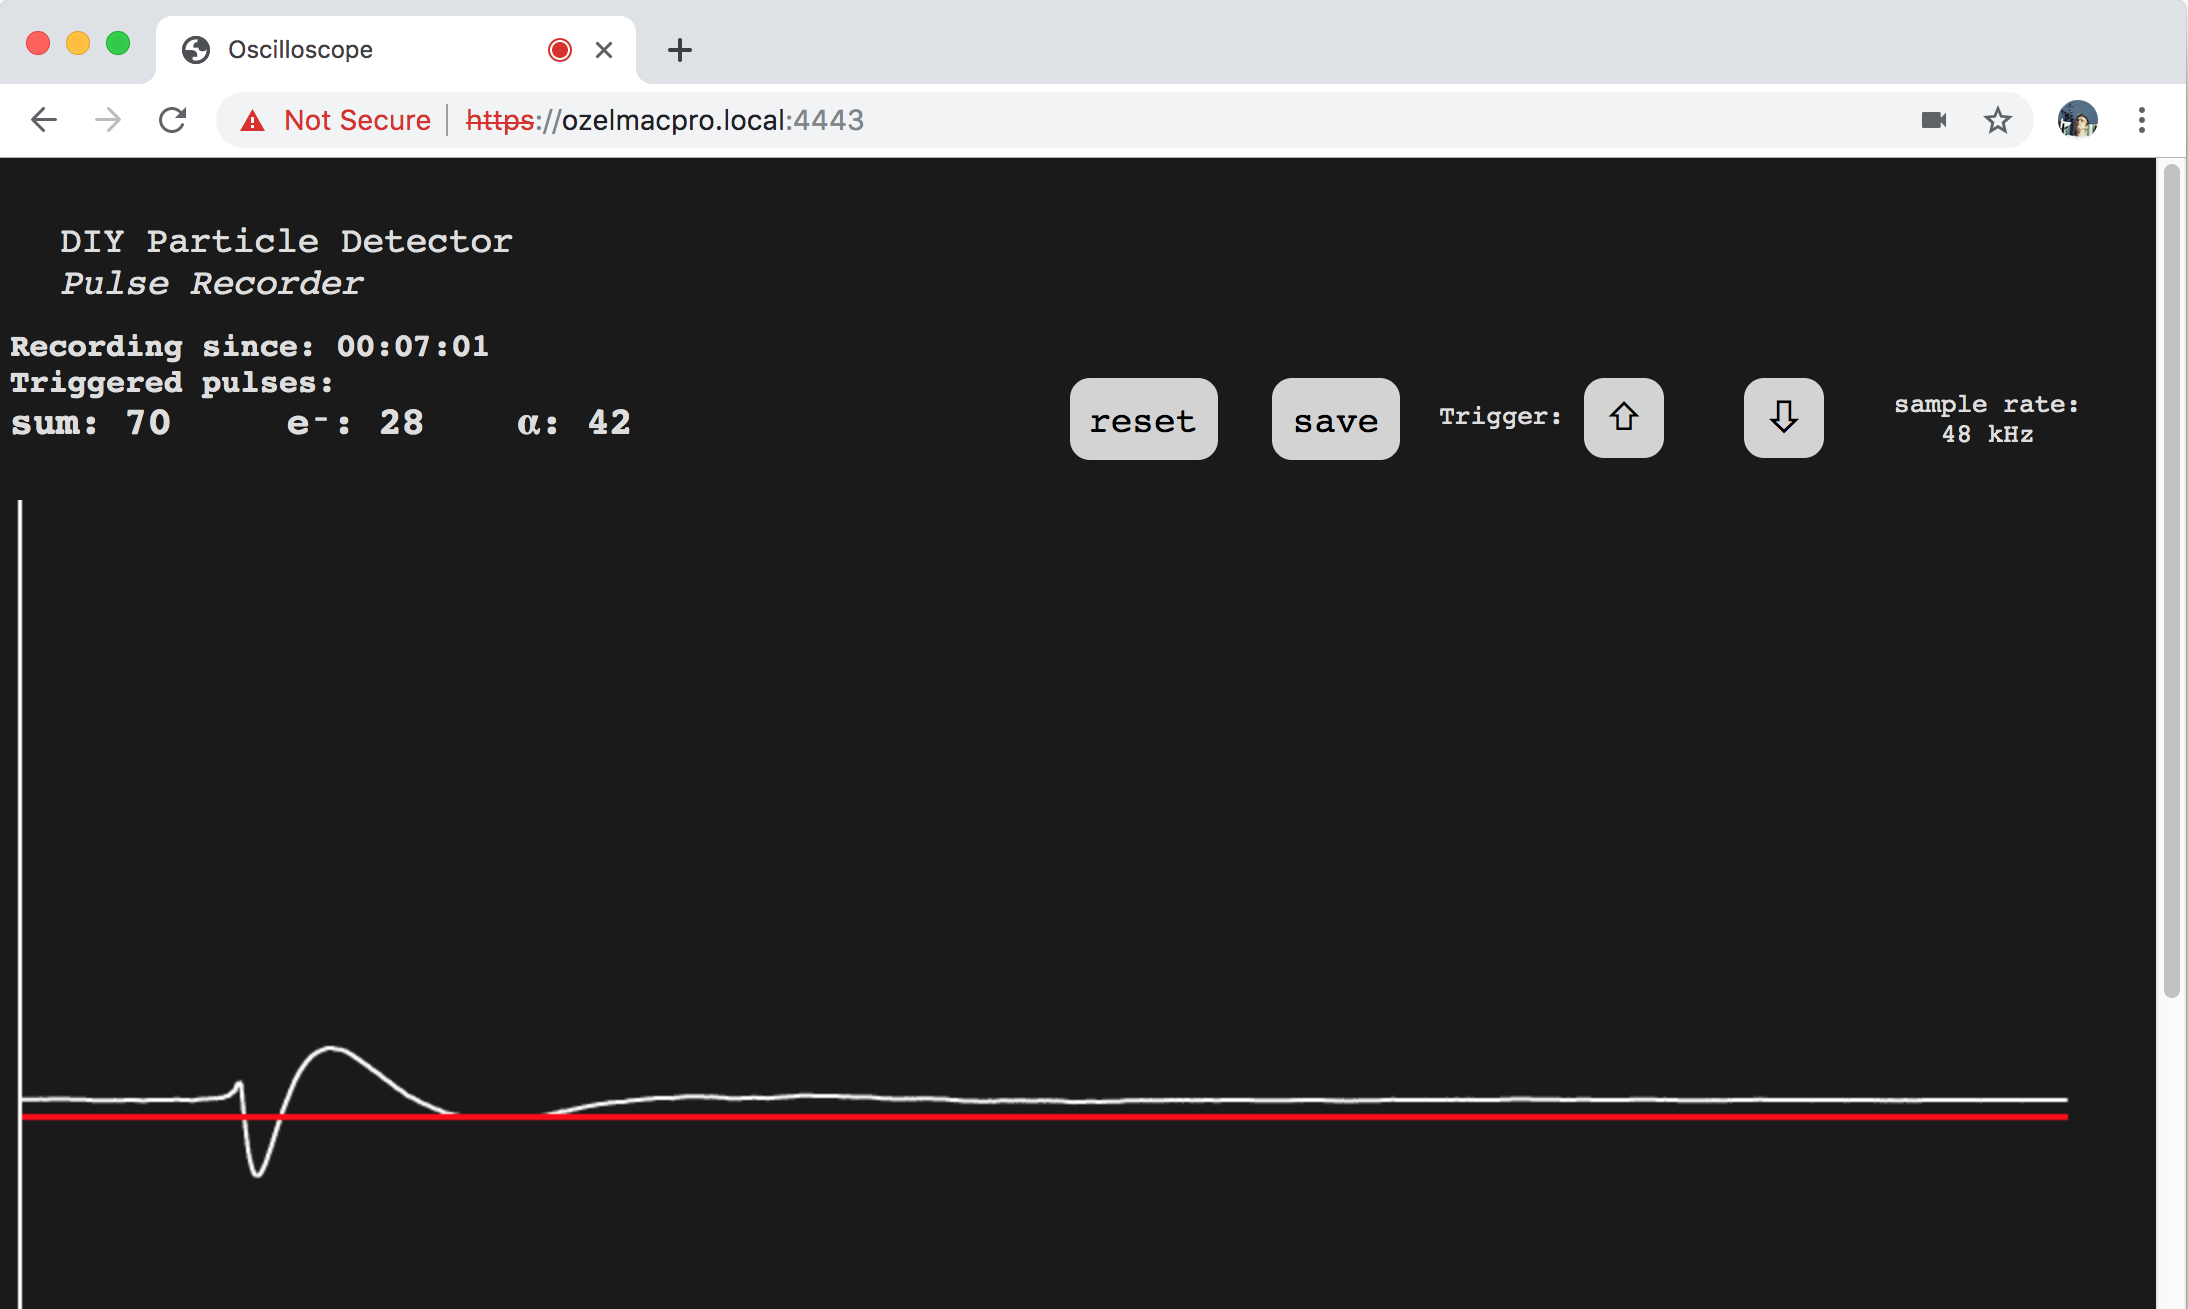 Oscilloscope
Not Secure https://ozelmacpro.local:4443
DIY Particle Detector
Pulse Recorder
Recording since: 00:07:01
Triggered pulses:
sum: 70 e⁻: 28 α: 42
reset
save
Trigger: ⇧ ⇩
sample rate:
48 kHz